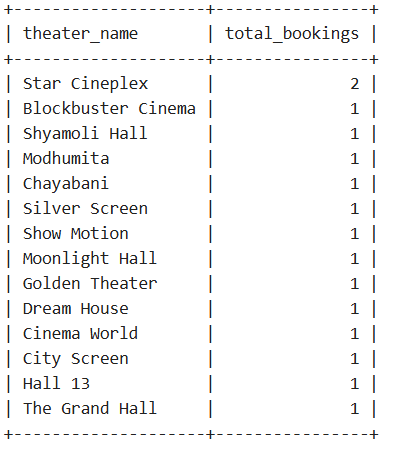 +--------------------+----------------+
| theater_name       | total_bookings |
+--------------------+----------------+
| Star Cineplex      |              2 |
| Blockbuster Cinema |              1 |
| Shyamoli Hall      |              1 |
| Modhumita          |              1 |
| Chayabani          |              1 |
| Silver Screen      |              1 |
| Show Motion        |              1 |
| Moonlight Hall     |              1 |
| Golden Theater     |              1 |
| Dream House        |              1 |
| Cinema World       |              1 |
| City Screen        |              1 |
| Hall 13            |              1 |
| The Grand Hall     |              1 |
+--------------------+----------------+